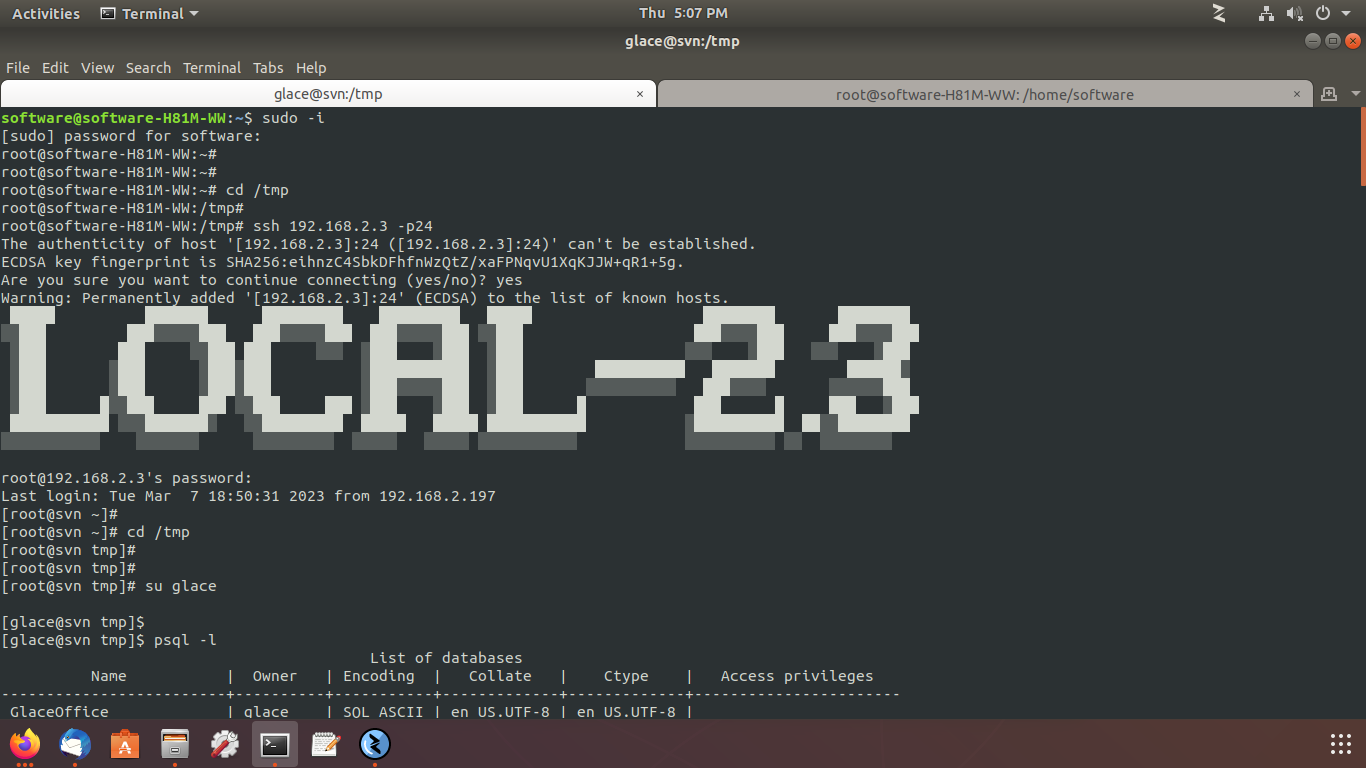 Activities Terminal Thu 5:07 PM
glace@svn:/tmp
File Edit View Search Terminal Tabs Help
glace@svn:/tmp × root@software-H81M-WW: /home/software ×
software@software-H81M-WW:~$ sudo -i
[sudo] password for software:
root@software-H81M-WW:~#
root@software-H81M-WW:~#
root@software-H81M-WW:~# cd /tmp
root@software-H81M-WW:/tmp#
root@software-H81M-WW:/tmp# ssh 192.168.2.3 -p24
The authenticity of host '[192.168.2.3]:24 ([192.168.2.3]:24)' can't be established.
ECDSA key fingerprint is SHA256:eihnzC4SbkDFhfnWzQtZ/xaFPNqvU1XqKJJW+qR1+5g.
Are you sure you want to continue connecting (yes/no)? yes
Warning: Permanently added '[192.168.2.3]:24' (ECDSA) to the list of known hosts.
LOCAL-2.3
root@192.168.2.3's password:
Last login: Tue Mar  7 18:50:31 2023 from 192.168.2.197
[root@svn ~]#
[root@svn ~]# cd /tmp
[root@svn tmp]#
[root@svn tmp]#
[root@svn tmp]# su glace
[glace@svn tmp]$
[glace@svn tmp]$ psql -l
List of databases
Name | Owner | Encoding | Collate | Ctype | Access privileges
-------------------------+----------+-----------+-------------+-------------+-----------------------
GlaceOffice | glace | SQL_ASCII | en_US.UTF-8 | en_US.UTF-8 |